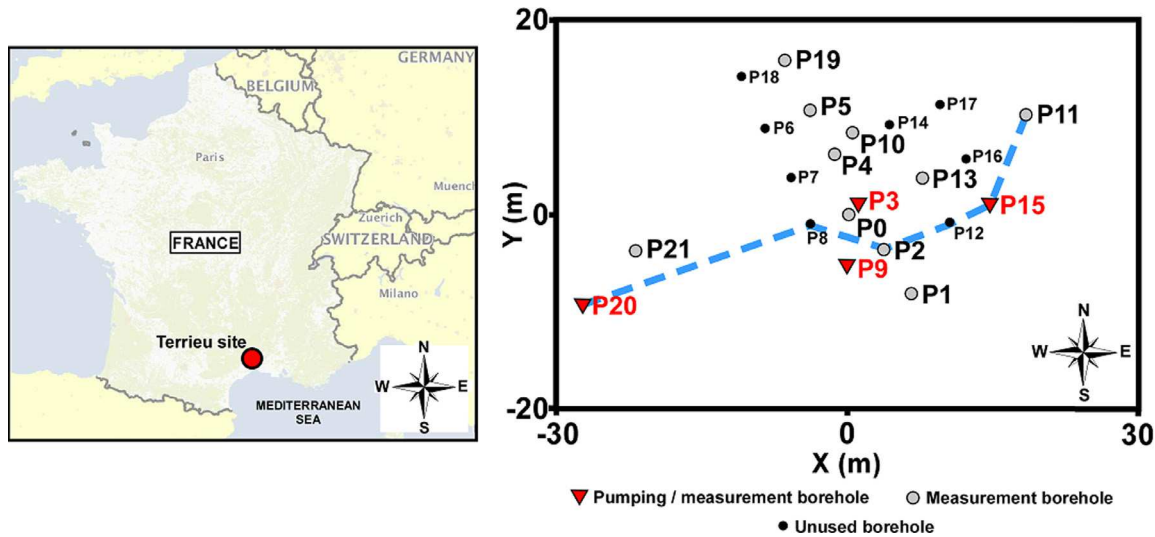 GERMANY
BELGIUM
Paris
Muench
FRANCE
Zuerich
SWITZERLAND
Milano
Terrieu site
MEDITERRANEAN
SEA
N
W
E
S
20
0
-20
Y (m)
P19
P18
P5
P17
P11
P6
P14
P10
P4
P16
P7
P13
P3
P15
P0
P8
P12
P2
P21
P9
P1
P20
N
W
E
S
-30
0
30
X (m)
Pumping / measurement borehole
Measurement borehole
Unused borehole